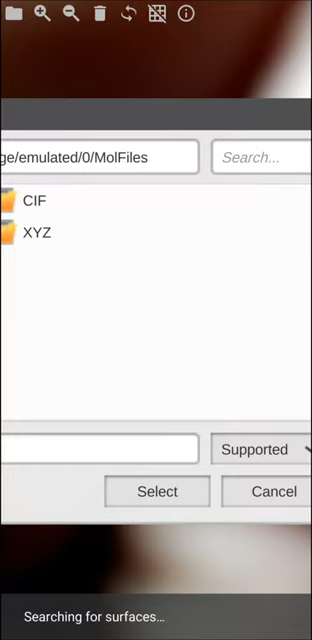 ge/emulated/0/MolFiles
Search...
CIF
XYZ
Supported
Select
Cancel
Searching for surfaces...